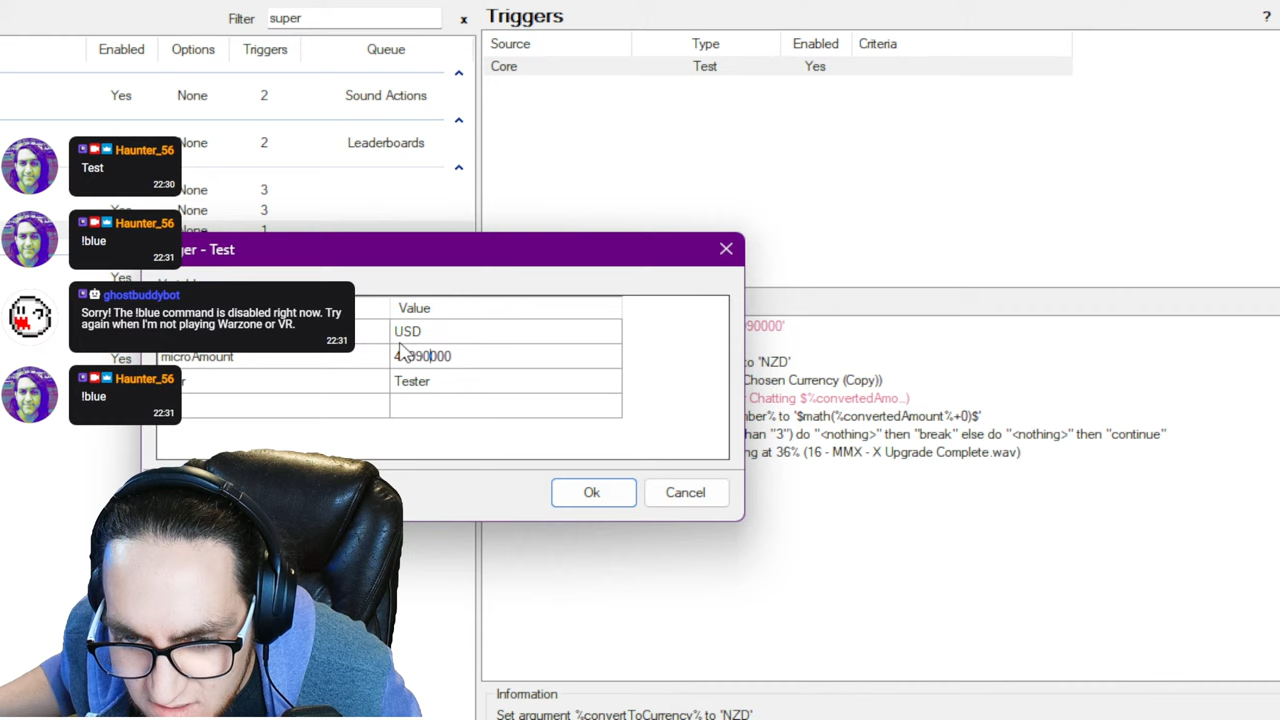 Filter super x
Enabled Options Triggers Queue
Yes None 2 Sound Actions
None 2 Leaderboards
None 3
None 3
Yes
Yes
Haunter_56
Test
22:30
Haunter_56
!blue
22:31
ghostbuddybot
Sorry! The !blue command is disabled right now. Try
again when I'm not playing Warzone or VR.
22:31
Haunter_56
!blue
22:31
Triggers ?
Source Type Enabled Criteria
Core Test Yes
- Test
Value
USD
microAmount
Tester
Ok Cancel
to 'NZD'
Chosen Currency (Copy))
Chatting $%convertedAmo...)
to '$math(%convertedAmount%+0)$'
"3") do "<nothing>" then "break" else do "<nothing>" then "continue"
at 36% (16 - MMX - X Upgrade Complete.wav)
Information
Set argument %convertToCurrency% to 'NZD'